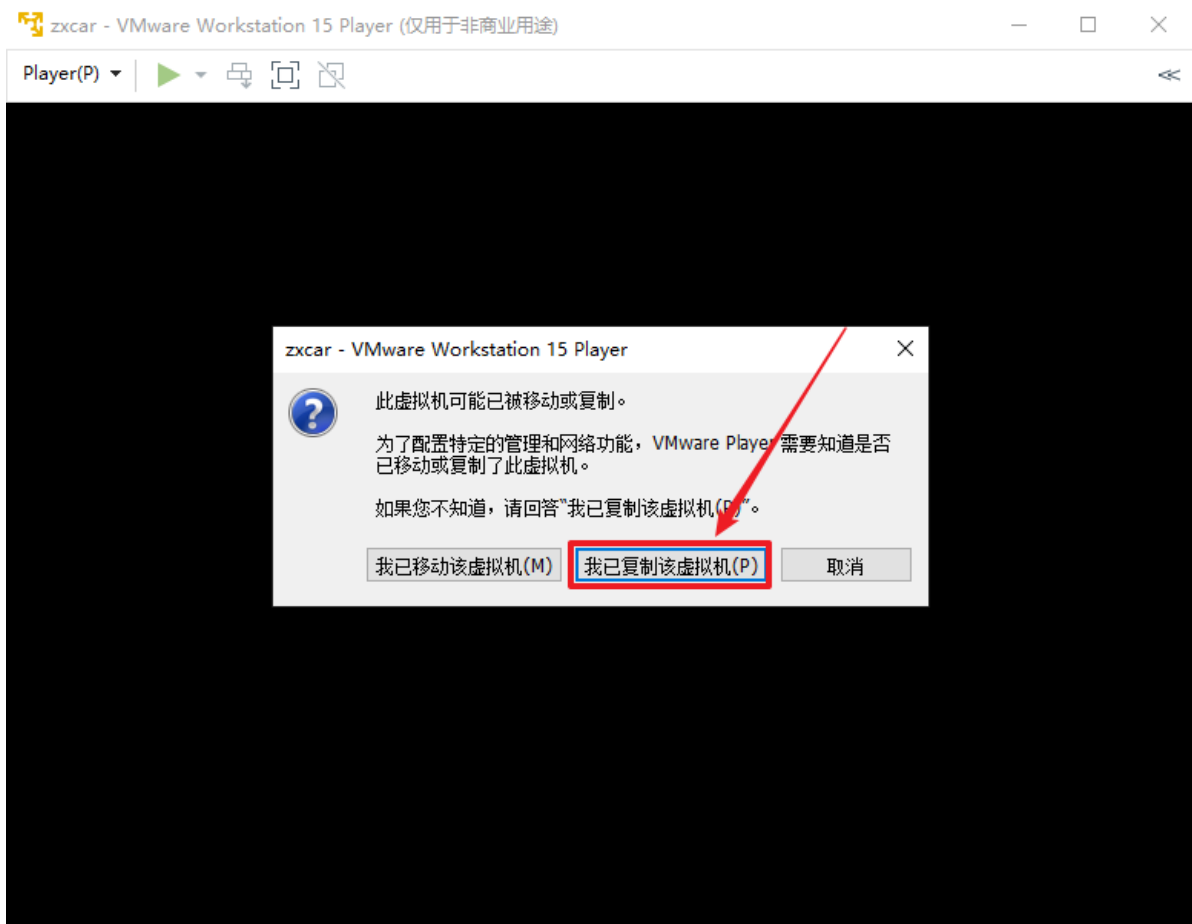 zxcar - VMware Workstation 15 Player (仅用于非商业用途)
Player(P)
zxcar - VMware Workstation 15 Player
此虚拟机可能已被移动或复制。
为了配置特定的管理和网络功能，VMware Player 需要知道是否
已移动或复制了此虚拟机。
如果您不知道，请回答“我已复制该虚拟机(P)”。
我已移动该虚拟机(M) 我已复制该虚拟机(P) 取消